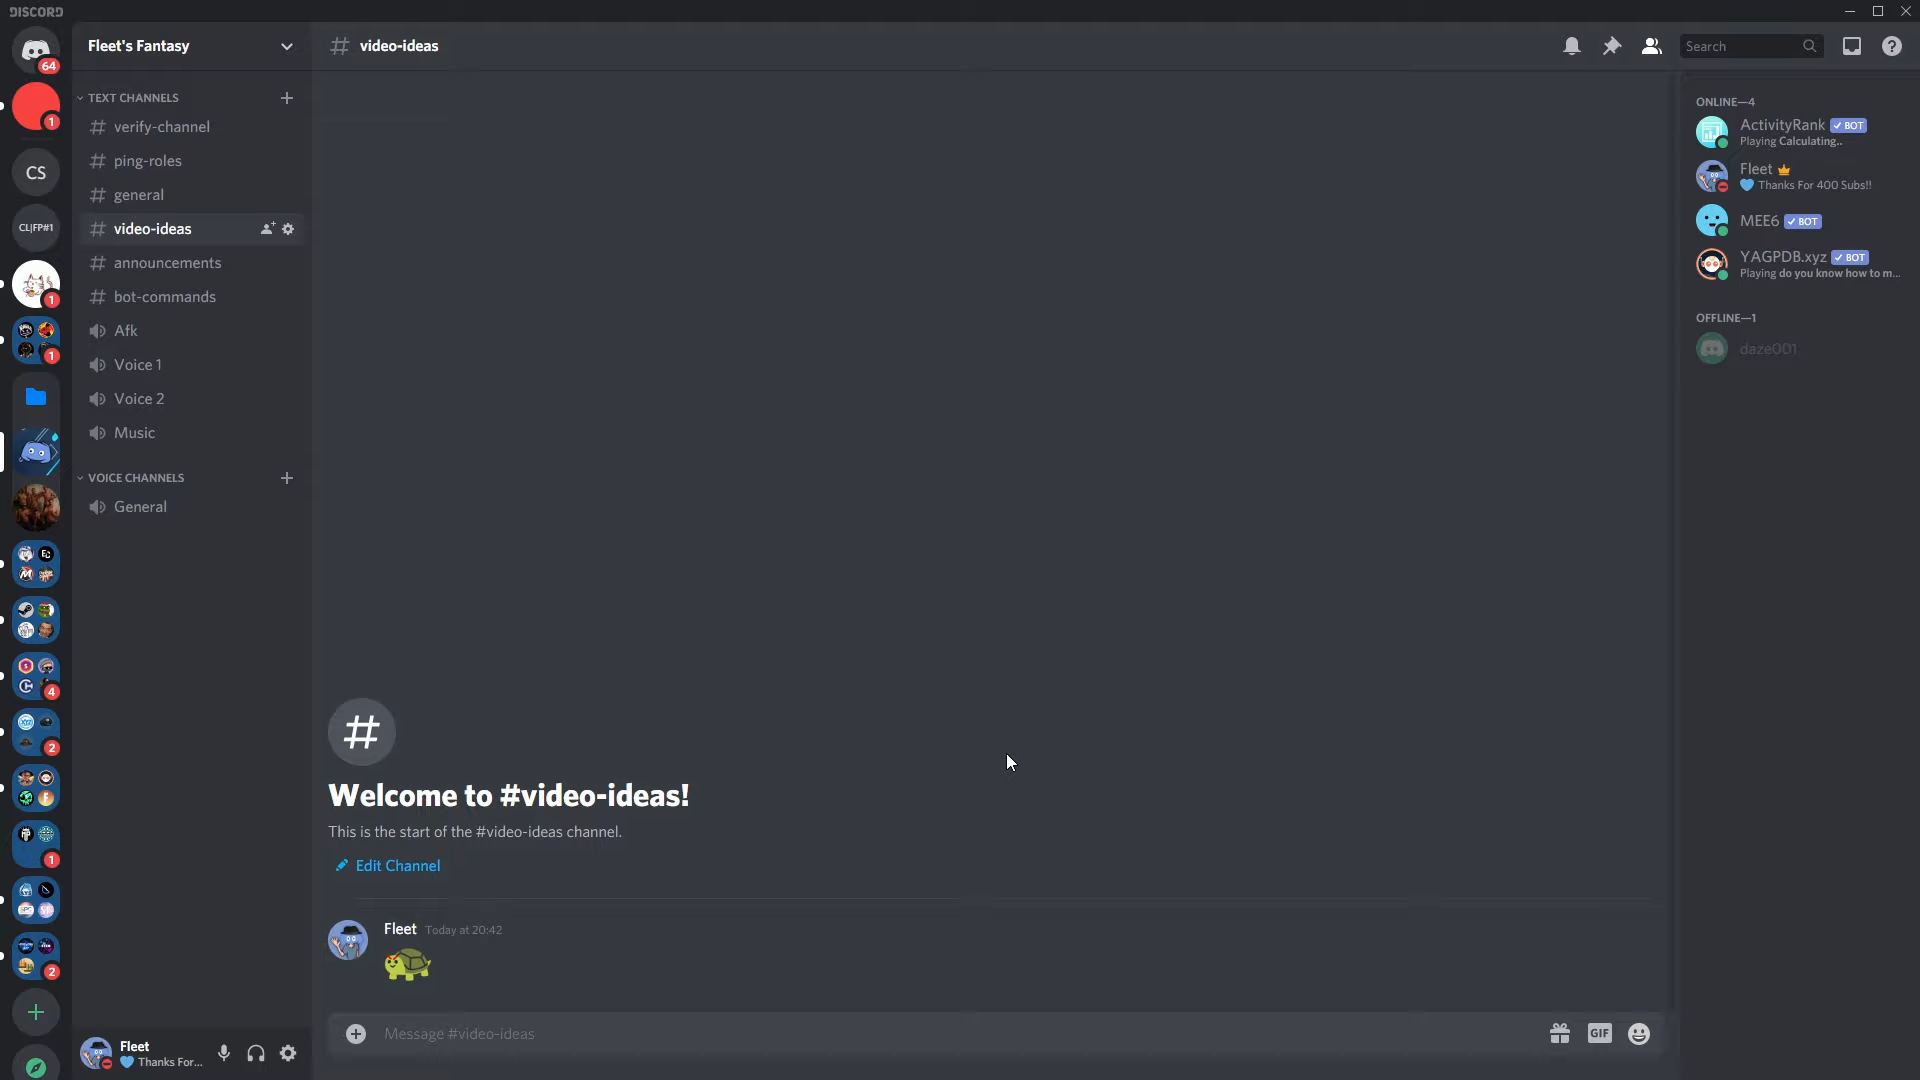 DISCORD
64
1
CS
CL|FP#1
1
1
4
2
1
2
Fleet's Fantasy
TEXT CHANNELS
verify-channel
ping-roles
general
video-ideas
announcements
bot-commands
Afk
Voice 1
Voice 2
Music
VOICE CHANNELS
General
Fleet
Thanks For...
# video-ideas
Search
#
Welcome to #video-ideas!
This is the start of the #video-ideas channel.
Edit Channel
Fleet Today at 20:42
Message #video-ideas
GIF
ONLINE—4
ActivityRank BOT
Playing Calculating..
Fleet
Thanks For 400 Subs!!
MEE6 BOT
YAGPDB.xyz BOT
Playing do you know how to m...
OFFLINE—1
daze001